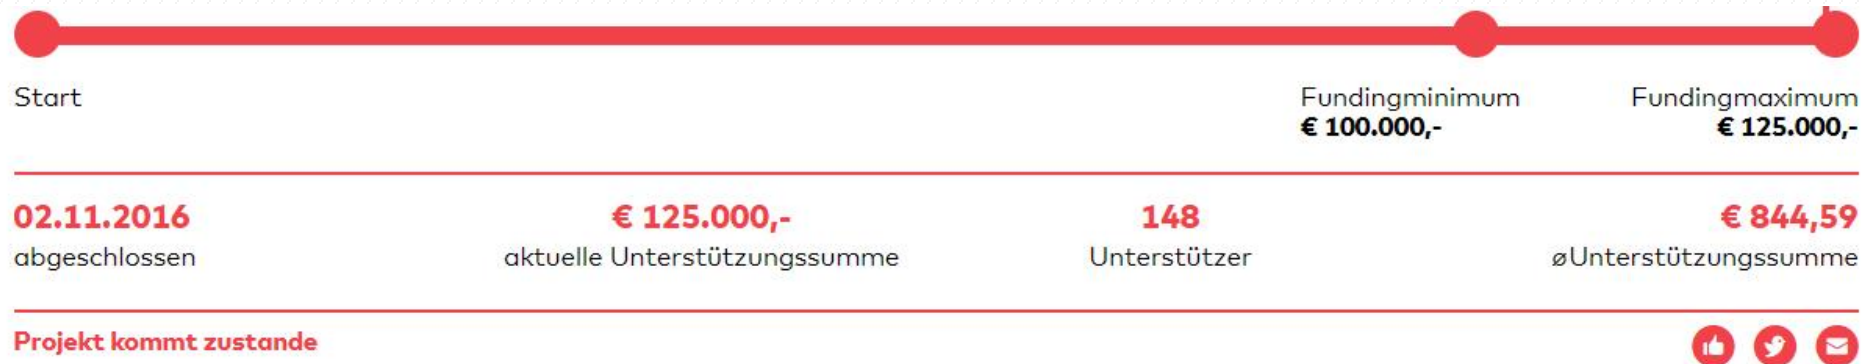 Start
Fundingminimum
€ 100.000,-
Fundingmaximum
€ 125.000,-
02.11.2016
abgeschlossen
€ 125.000,-
aktuelle Unterstützungssumme
148
Unterstützer
€ 844,59
øUnterstützungssumme
Projekt kommt zustande